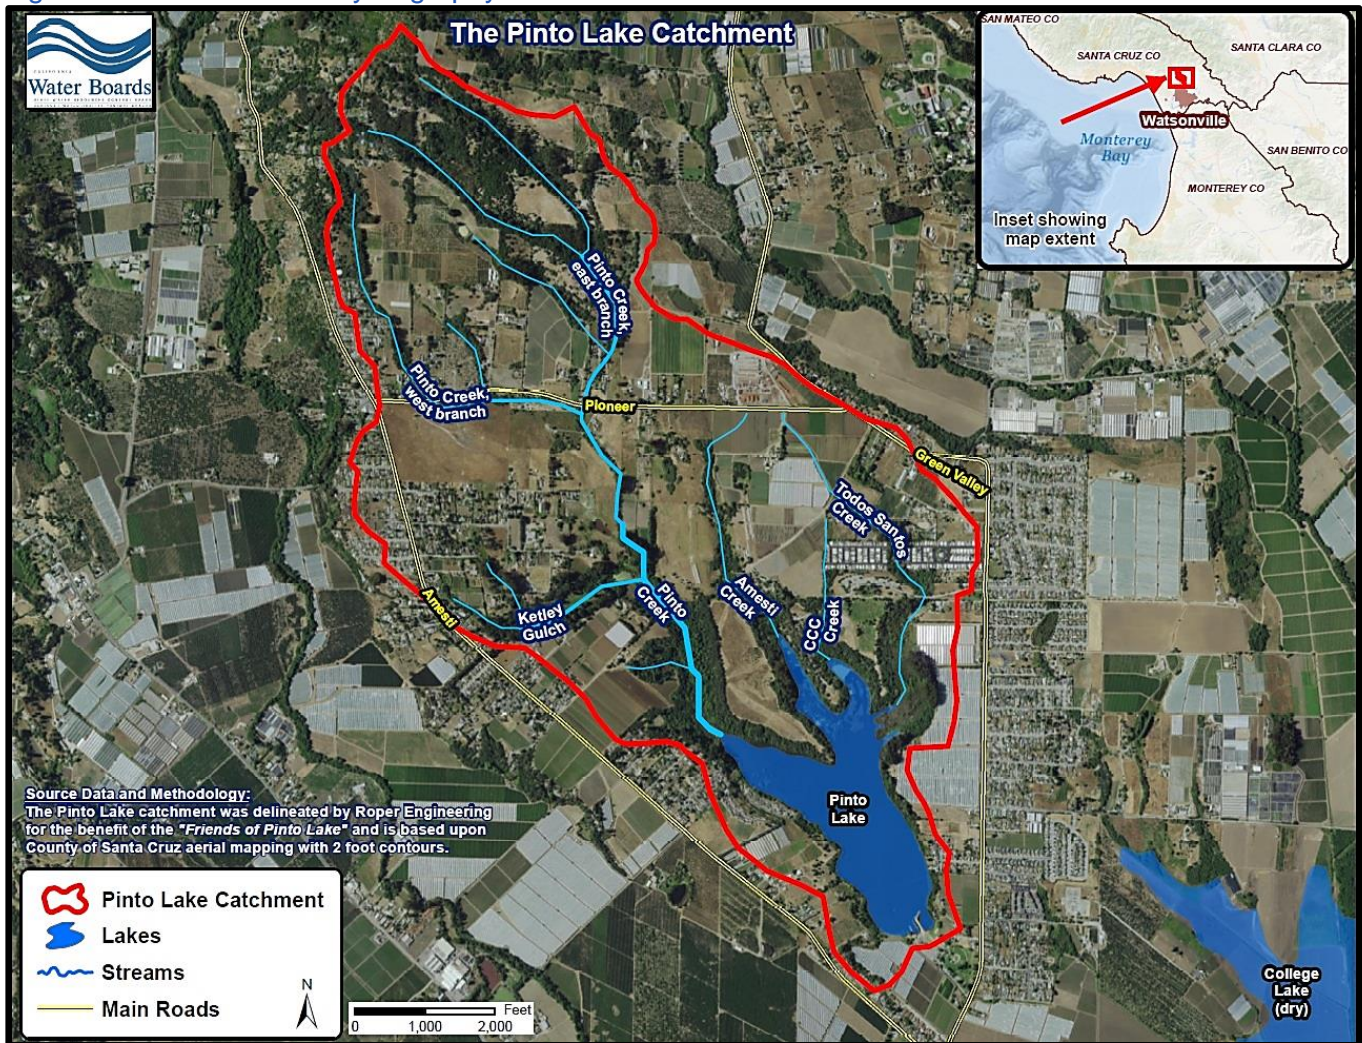 The Pinto Lake Catchment
CALIFORNIA
Water Boards
SAN MATEO CO
SANTA CRUZ CO
SANTA CLARA CO
Watsonville
Monterey
Bay
SAN BENITO CO
MONTEREY CO
Inset showing
map extent
Pinto Creek,
east branch
Pinto Creek,
west branch
Pioneer
Green Valley
Todos Santos
Creek
Amesti
Creek
CCC
Creek
Pinto
Creek
Ketley
Gulch
Amesti
Pinto
Lake
Source Data and Methodology:
The Pinto Lake catchment was delineated by Roper Engineering
for the benefit of the "Friends of Pinto Lake" and is based upon
County of Santa Cruz aerial mapping with 2 foot contours.
Pinto Lake Catchment
Lakes
Streams
Main Roads
N
Feet
0 1,000 2,000
College
Lake
(dry)